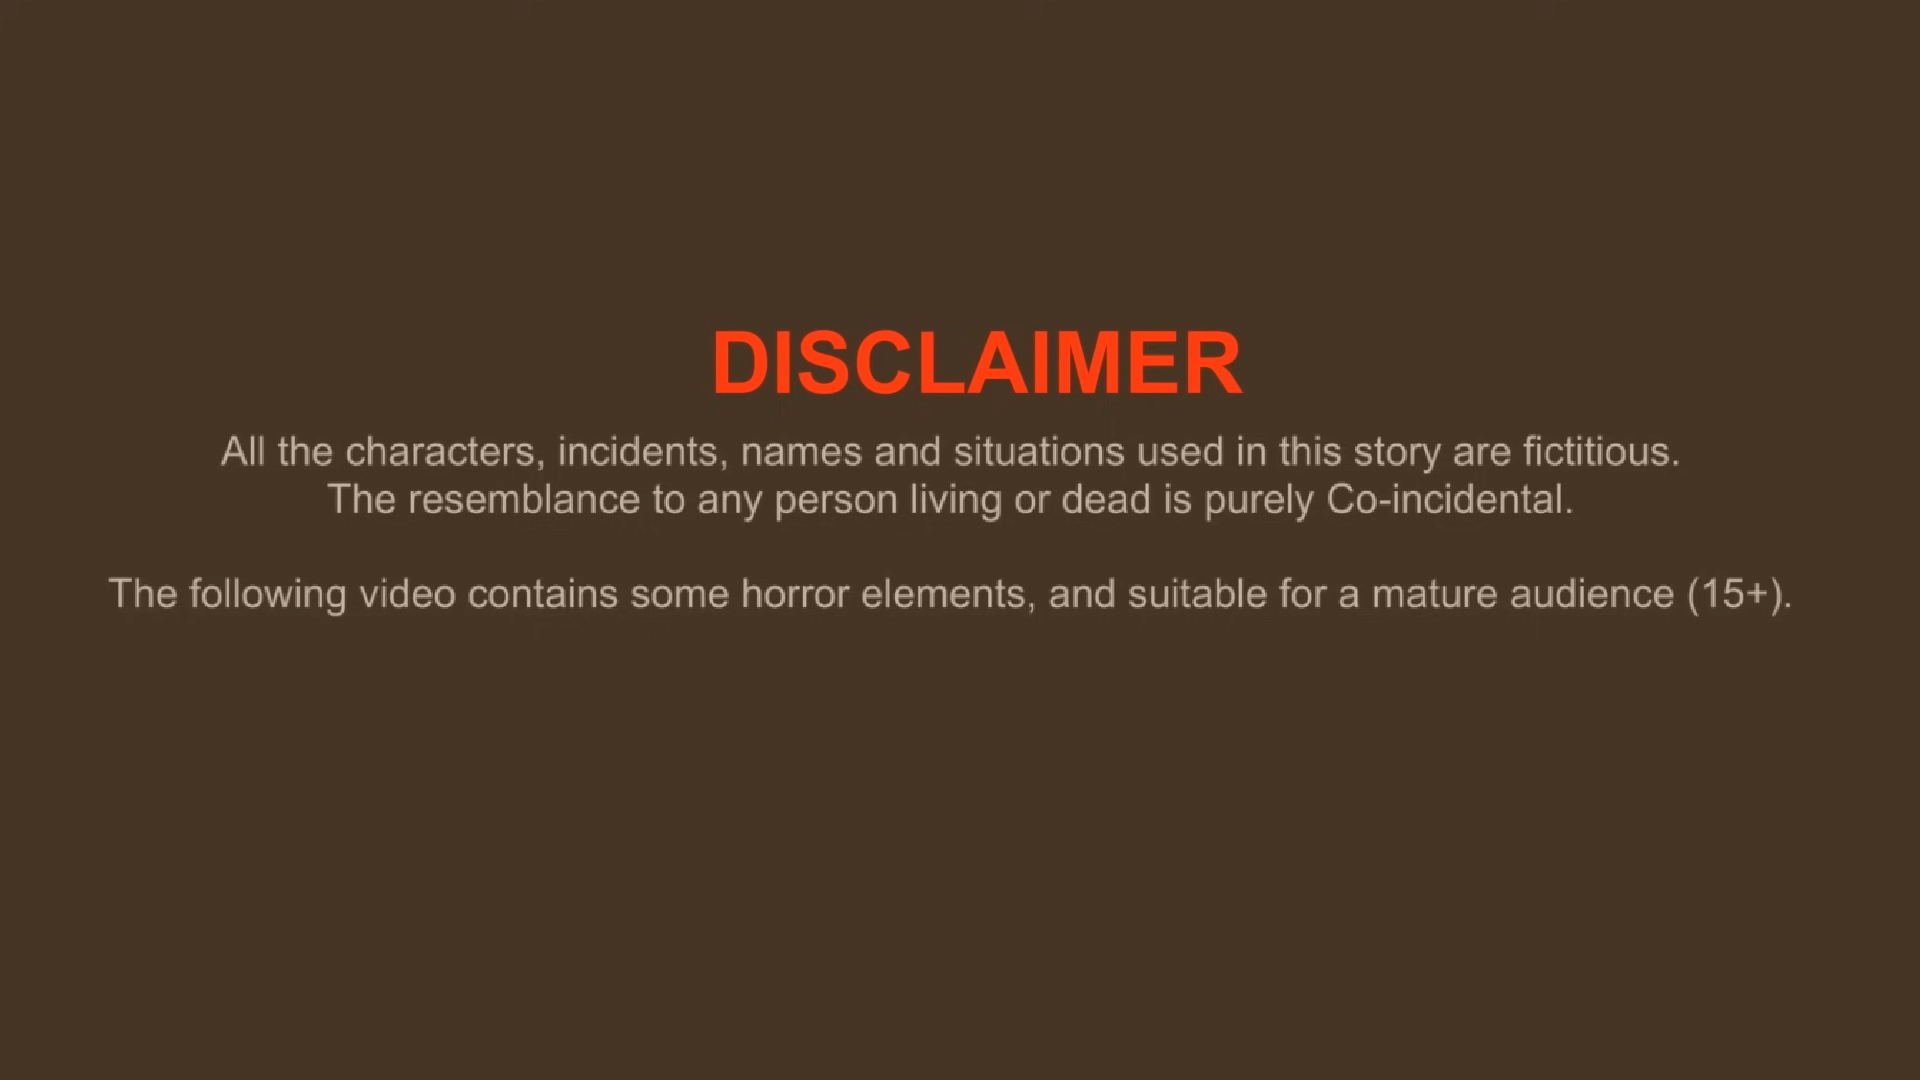 DISCLAIMER
All the characters, incidents, names and situations used in this story are fictitious.
The resemblance to any person living or dead is purely Co-incidental.
The following video contains some horror elements, and suitable for a mature audience (15+).